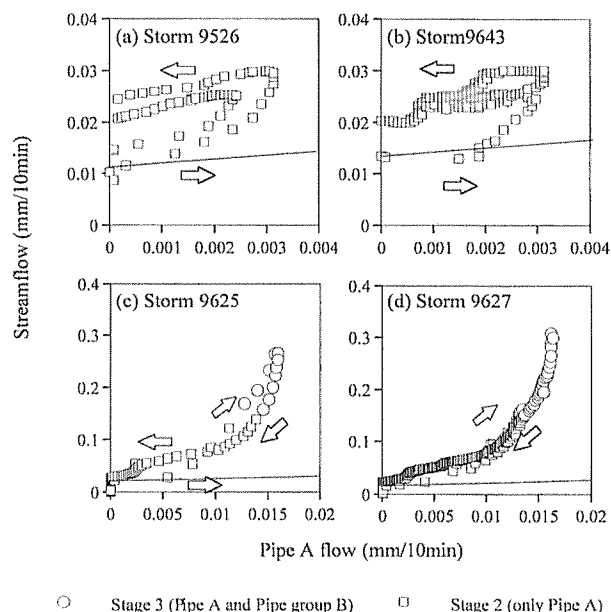 (a) Storm 9526
(b) Storm9643
0.04
0.03
0.02
0.01
0
0.04
0.03
0.02
0.01
0
0 0.001 0.002 0.003 0.004
0 0.001 0.002 0.003 0.004
Streamflow (mm/10min)
(c) Storm 9625
(d) Storm9627
0.4
0.3
0.2
0.1
0
0.4
0.3
0.2
0.1
0
0 0.005 0.01 0.015 0.02
0 0.005 0.01 0.015 0.02
Pipe A flow (mm/10min)
Stage 3 (Pipe A and Pipe group B)
Stage 2 (only Pipe A)